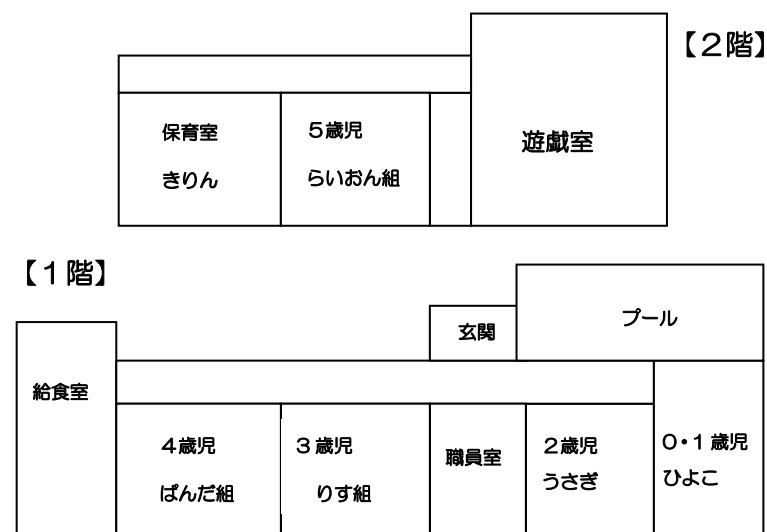 【２階】
保育室
きりん
５歳児
らいおん組
遊戯室
【１階】
玄関
プール
給食室
４歳児
ぱんだ組
３歳児
りす組
職員室
２歳児
うさぎ
０・１歳児
ひよこ